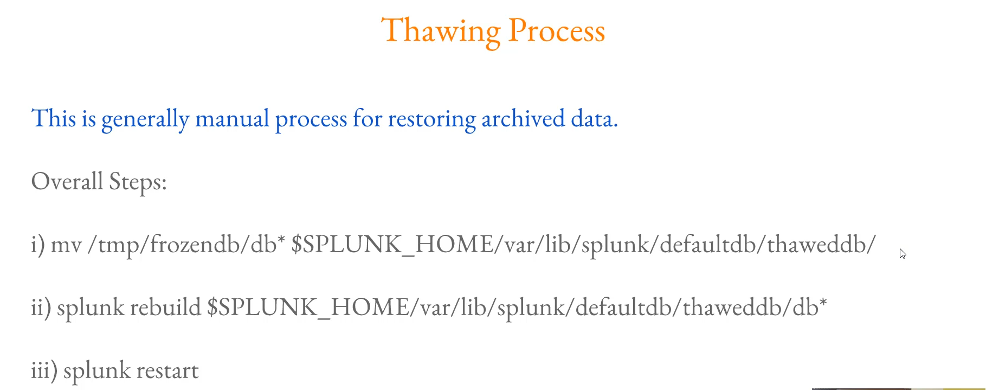 Thawing Process
This is generally manual process for restoring archived data.
Overall Steps:
i) mv /tmp/frozendb/db* $SPLUNK_HOME/var/lib/splunk/defaultdb/thaweddb/
ii) splunk rebuild $SPLUNK_HOME/var/lib/splunk/defaultdb/thaweddb/db*
iii) splunk restart